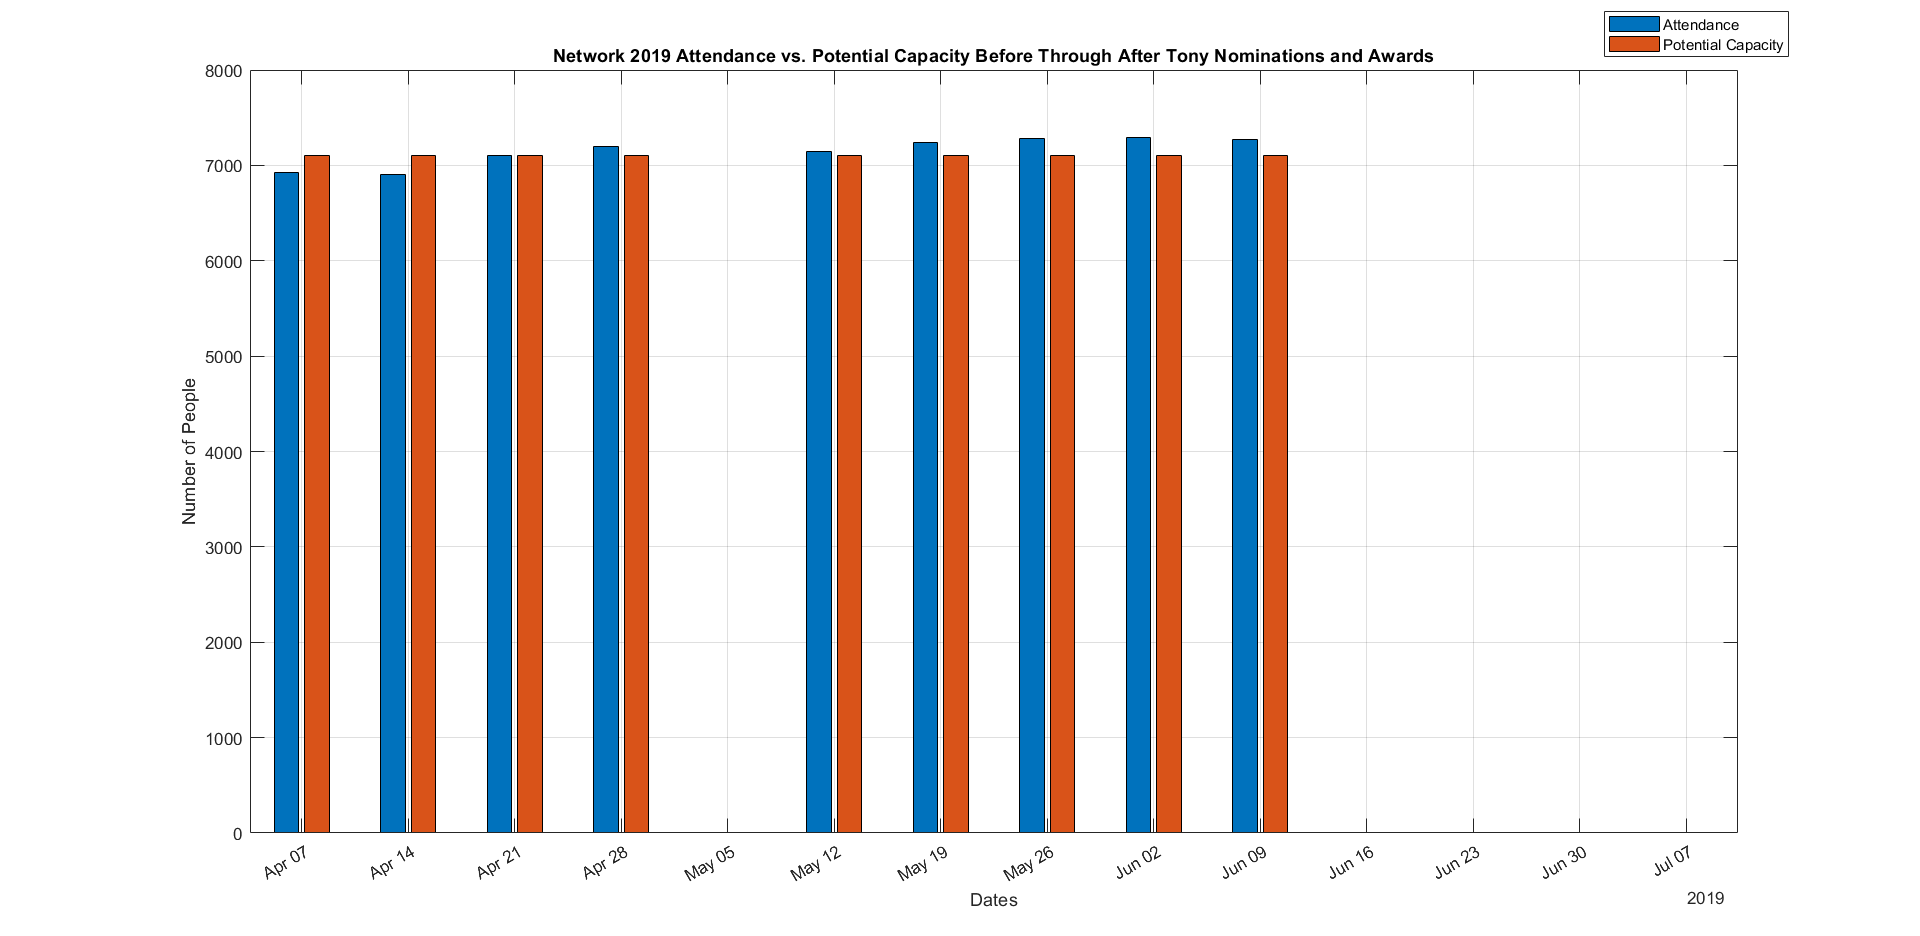 Attendance
Potential Capacity
Network 2019 Attendance vs. Potential Capacity Before Through After Tony Nominations and Awards
8000
7000
6000
5000
4000
3000
2000
1000
0
Number of People
Apr 07
Apr 14
Apr 21
Apr 28
May 05
May 12
May 19
May 26
Jun 02
Jun 09
Jun 16
Jun 23
Jun 30
Jul 07
Dates
2019